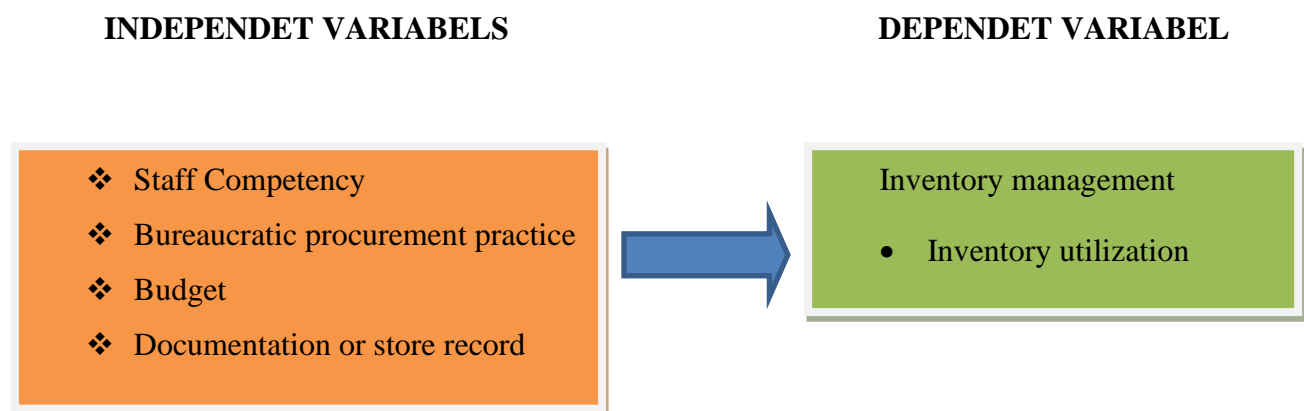 INDEPENDET VARIABELS
DEPENDET VARIABEL
❖ Staff Competency
❖ Bureaucratic procurement practice
❖ Budget
❖ Documentation or store record
Inventory management
• Inventory utilization